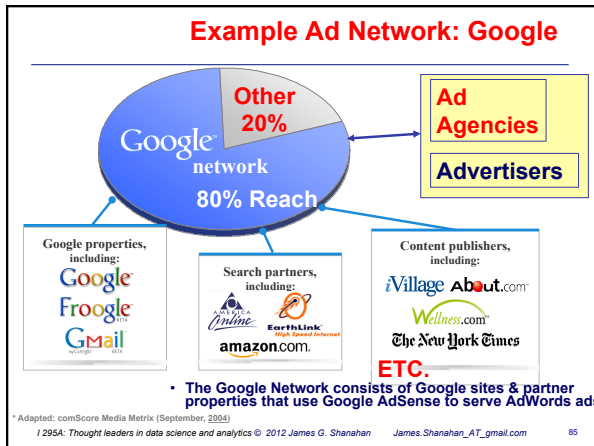 Example Ad Network: Google
Other
20%
Google™
network
80% Reach
Ad
Agencies
Advertisers
Google properties,
including:
Google
Froogle
BETA
GMail
by Google BETA
Search partners,
including:
AMERICA
Online
EarthLink
High Speed Internet
amazon.com.
Content publishers,
including:
iVillage About.com
Wellness.com
The New York Times
ETC.
• The Google Network consists of Google sites & partner
properties that use Google AdSense to serve AdWords ads
* Adapted: comScore Media Metrix (September, 2004)
I 295A: Thought leaders in data science and analytics © 2012 James G. Shanahan James.Shanahan_AT_gmail.com 85